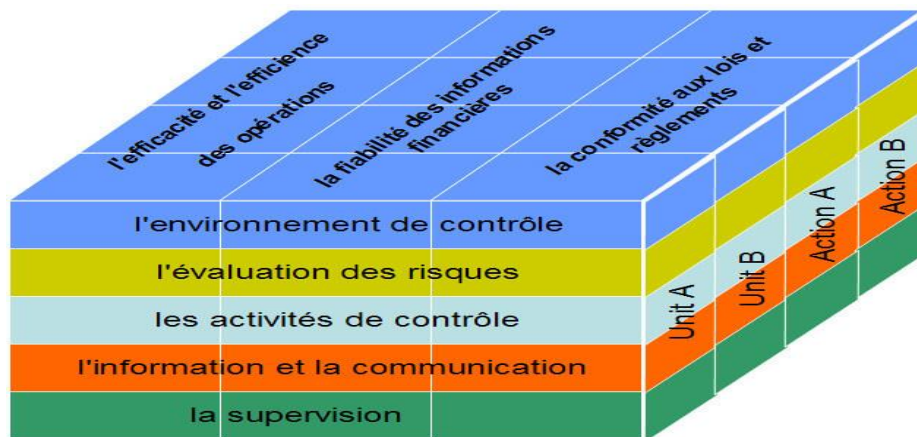 l'efficacité et l'efficience
des opérations
la fiabilité des informations
financières
la conformité aux lois et
règlements
l'environnement de contrôle
l'évaluation des risques
les activités de contrôle
l'information et la communication
la supervision
Unit A
Unit B
Action A
Action B